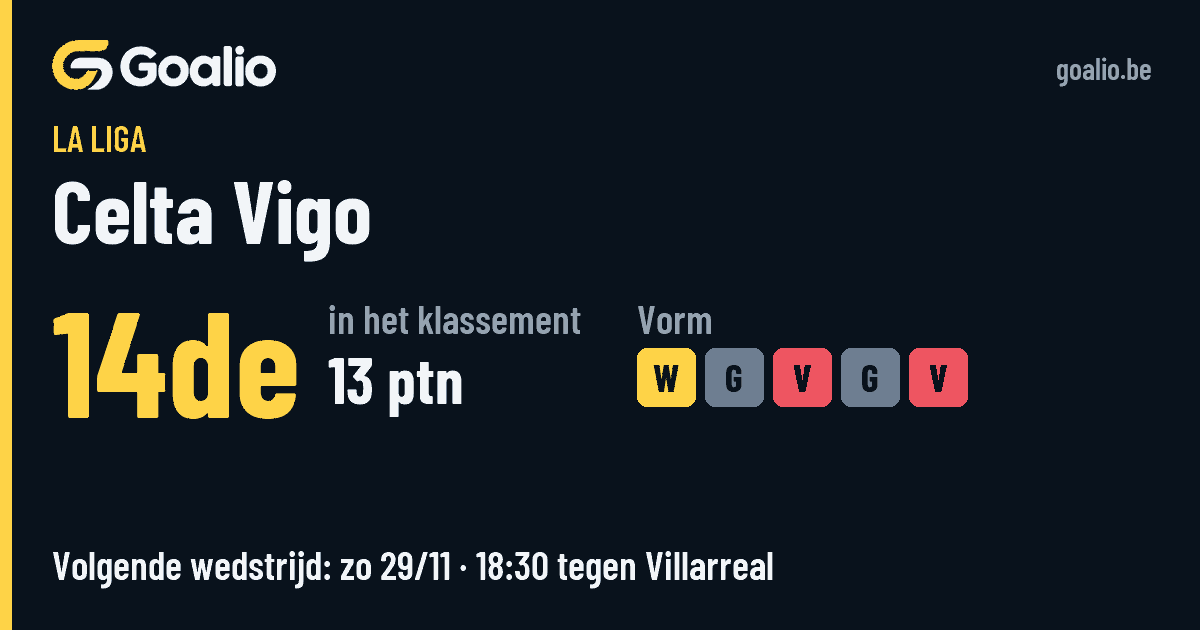 Goalio
goalio.be
LA LIGA
Celta Vigo
14de
in het klassement
13 ptn
Vorm
W G V G V
Volgende wedstrijd: zo 29/11 · 18:30 tegen Villarreal